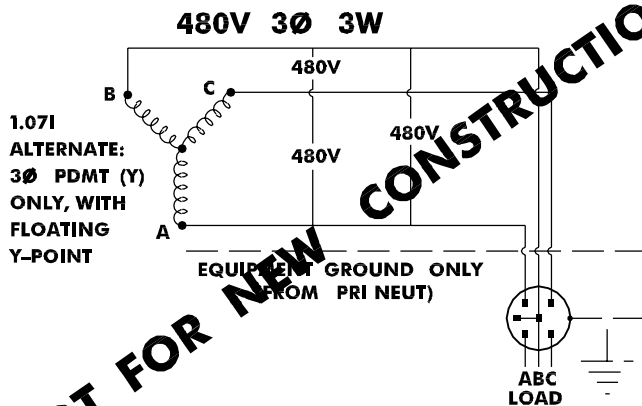 480V 3Ø 3W
480V
B
C
1.07I
ALTERNATE:
3Ø PDMT (Y)
ONLY, WITH
FLOATING
Y-POINT
480V
480V
A
EQUIPMENT GROUND ONLY
(FROM PRI NEUT)
ABC
LOAD
FOR NEW CONSTRUCTIO